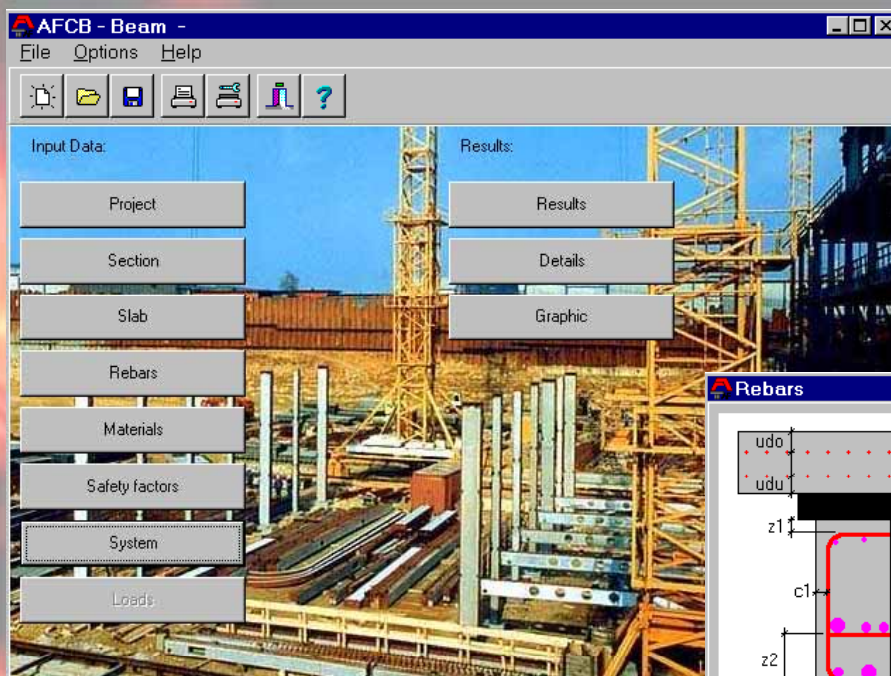 AFCB - Beam -
File Options Help
Input Data:
Results:
Project
Results
Section
Details
Slab
Graphic
Rebars
Materials
Safety factors
System
Loads
Rebars
udo
udu
z1
c1
z2